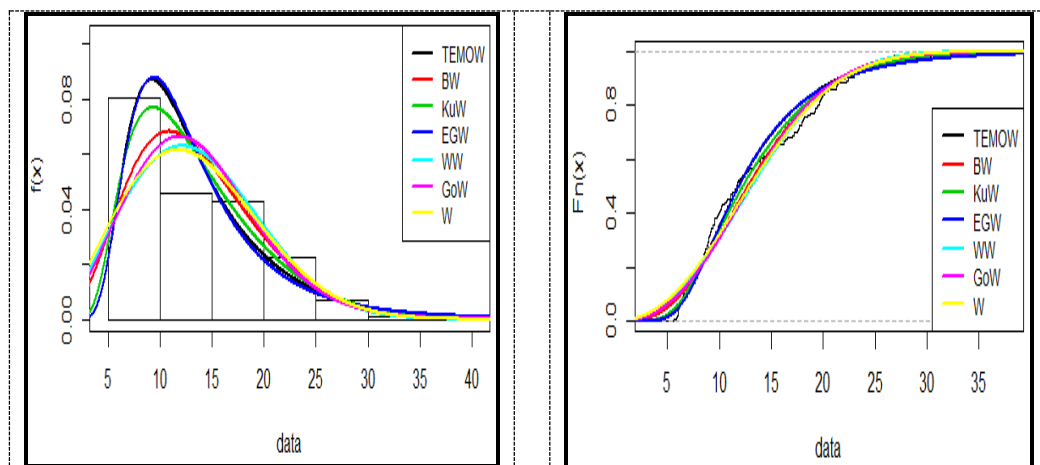 f(x)
0.00
0.04
0.08
5 10 15 20 25 30 35 40
data
TEMOW
BW
KuW
EGW
WW
GoW
W
Fn(x)
0.0
0.4
0.8
5 10 15 20 25 30 35
data
TEMOW
BW
KuW
EGW
WW
GoW
W